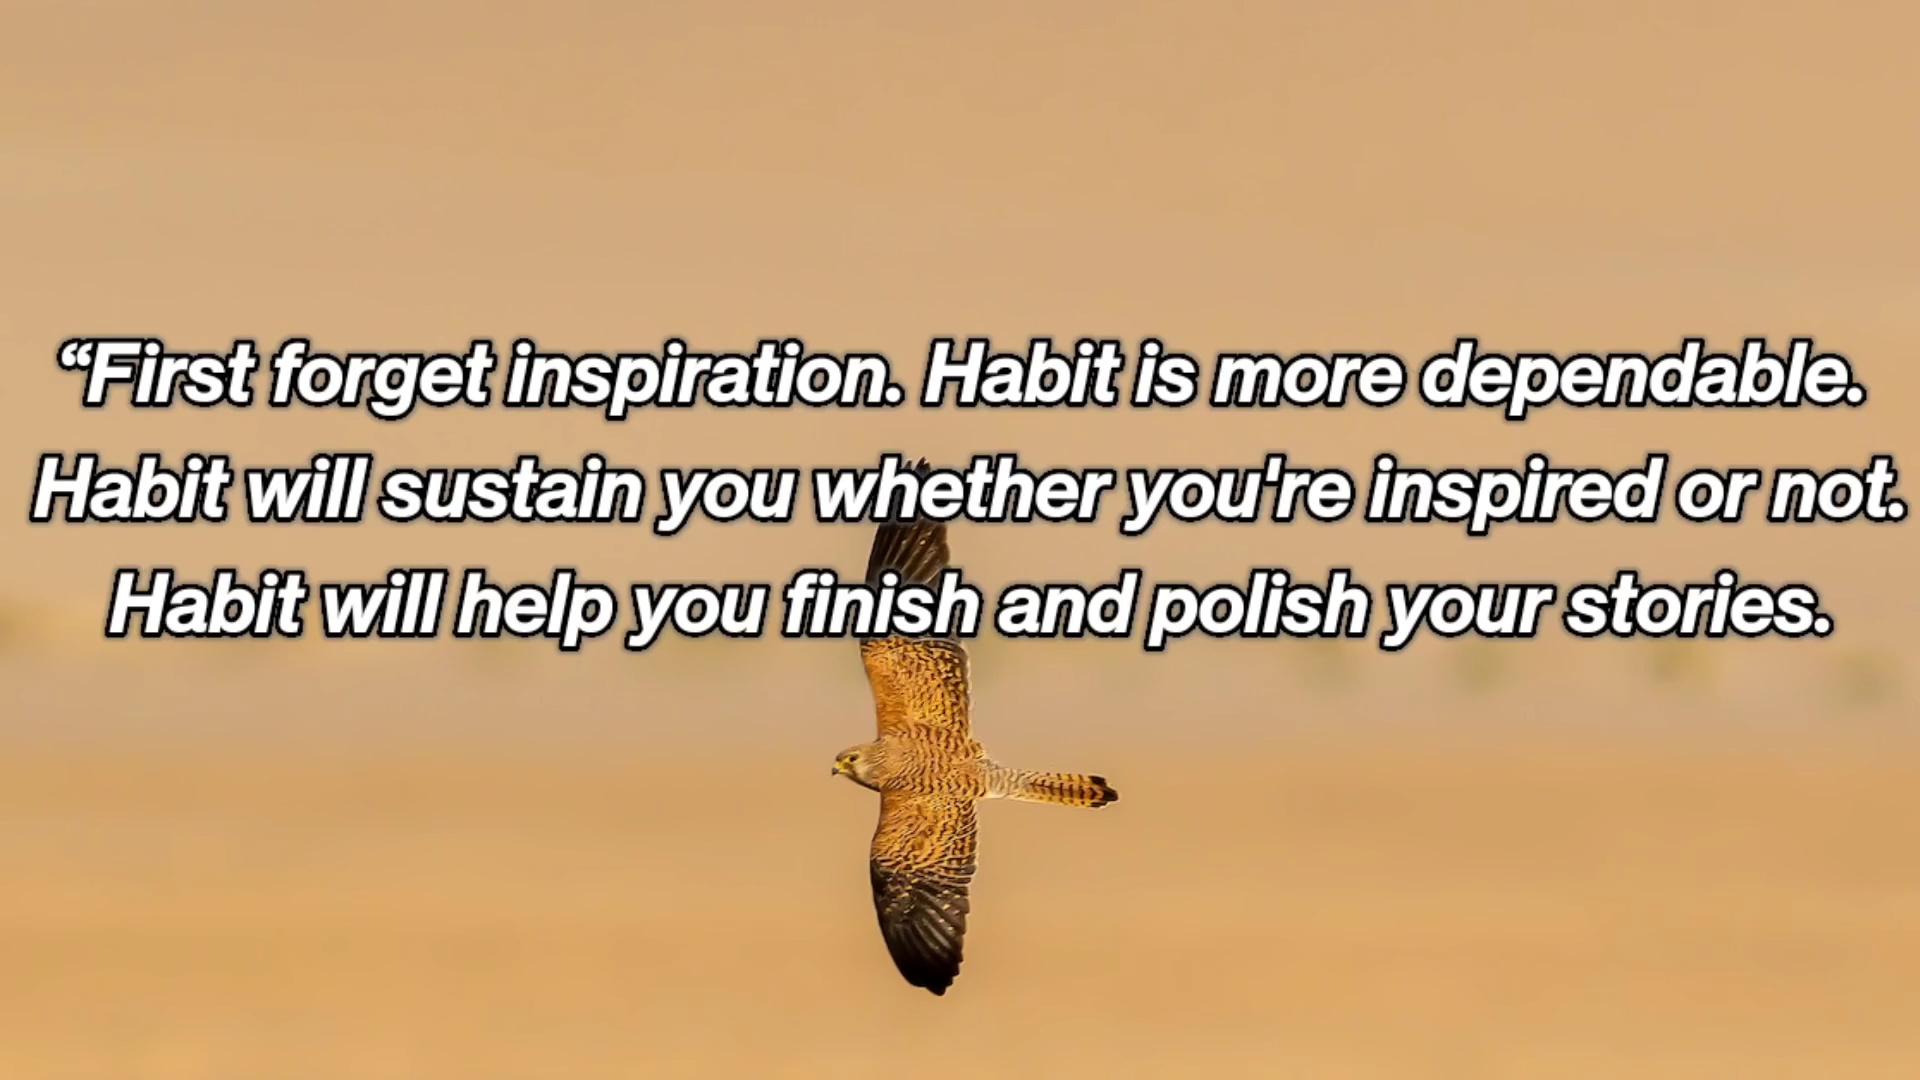 “First forget inspiration. Habit is more dependable.
Habit will sustain you whether you're inspired or not.
Habit will help you finish and polish your stories.